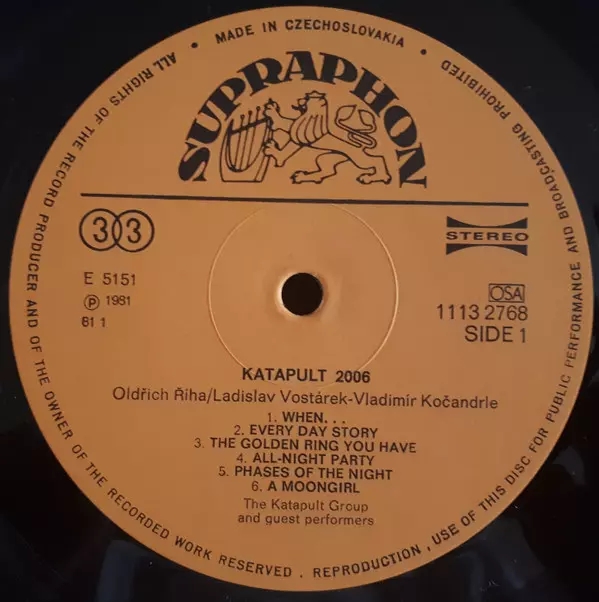 ALL RIGHTS OF THE RECORD PRODUCER AND OF THE OWNER OF THE RECORDED WORK RESERVED . REPRODUCTION , USE OF THIS DISC FOR PUBLIC PERFORMANCE AND BROADCASTING PROHIBITED
• MADE IN CZECHOSLOVAKIA •
SUPRAPHON
33
STEREO
E 5151
℗ 1981
81 1
OSA
1113 2768
SIDE 1
KATAPULT 2006
Oldřich Říha/Ladislav Vostárek-Vladimír Kočandrle
1. WHEN. . .
2. EVERY DAY STORY
3. THE GOLDEN RING YOU HAVE
4. ALL-NIGHT PARTY
5. PHASES OF THE NIGHT
6. A MOONGIRL
The Katapult Group
and guest performers